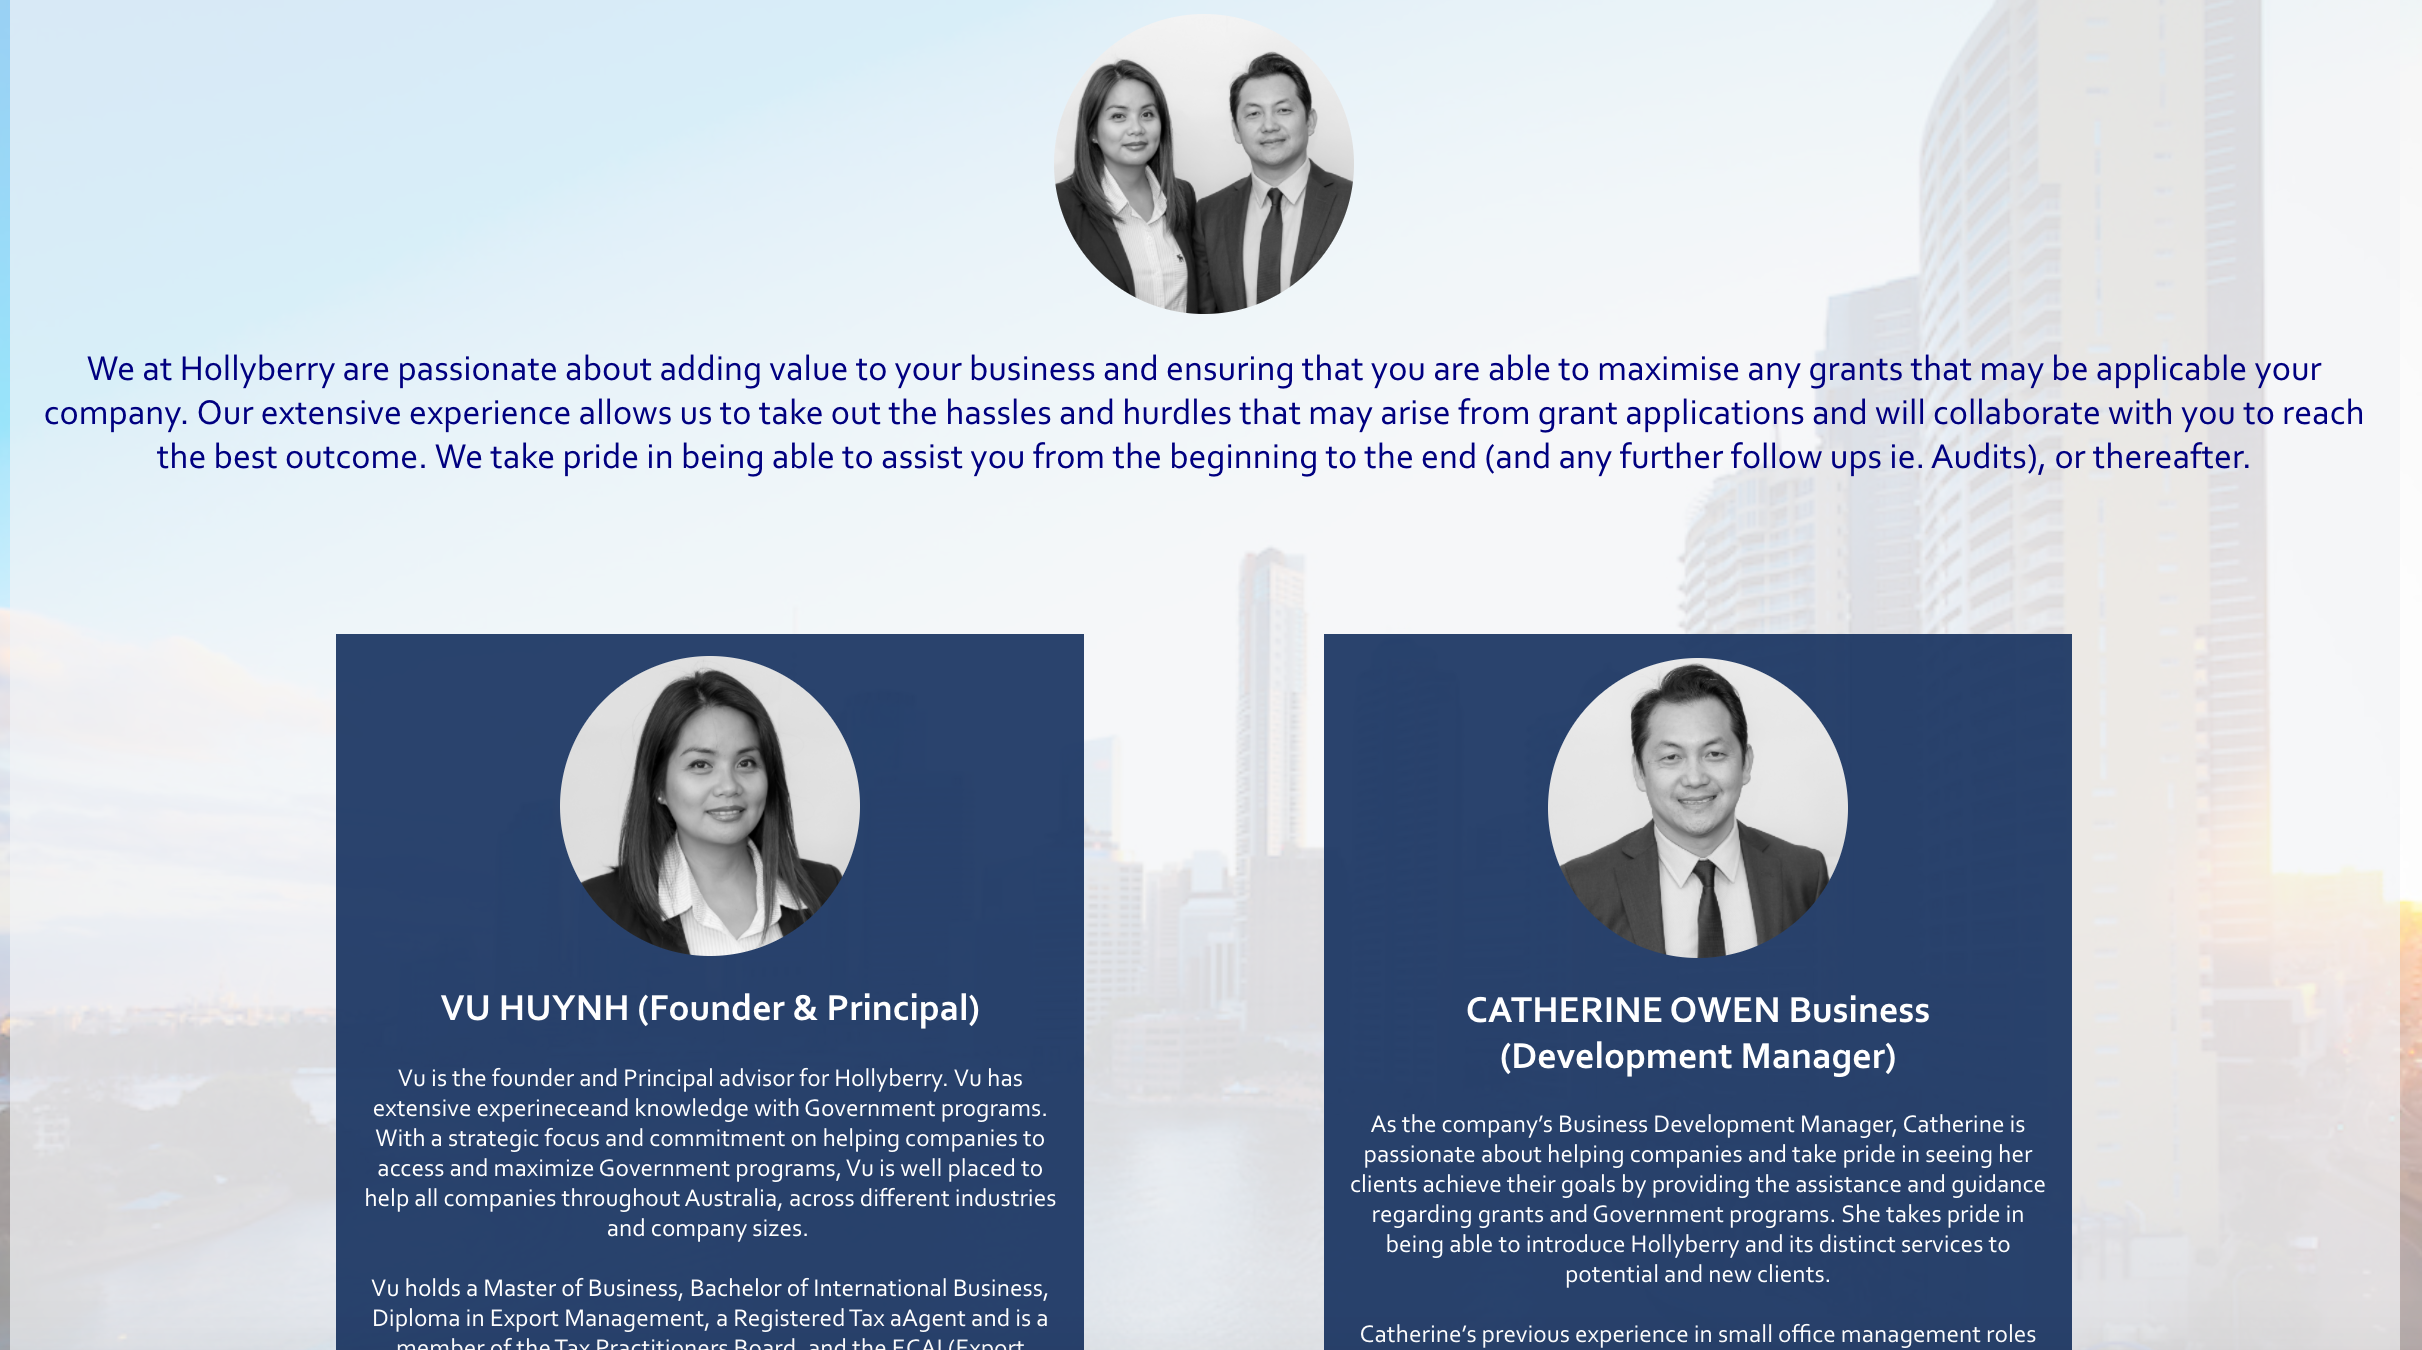 We at Hollyberry are passionate about adding value to your business and ensuring that you are able to maximise any grants that may be applicable your
company. Our extensive experience allows us to take out the hassles and hurdles that may arise from grant applications and will collaborate with you to reach
the best outcome. We take pride in being able to assist you from the beginning to the end (and any further follow ups ie. Audits), or thereafter.
VU HUYNH (Founder & Principal)
Vu is the founder and Principal advisor for Hollyberry. Vu has
extensive experineceand knowledge with Government programs.
With a strategic focus and commitment on helping companies to
access and maximize Government programs, Vu is well placed to
help all companies throughout Australia, across different industries
and company sizes.
Vu holds a Master of Business, Bachelor of International Business,
Diploma in Export Management, a Registered Tax aAgent and is a
member of the Tax Practitioners Board, and the ECAI (Export
CATHERINE OWEN Business
(Development Manager)
As the company’s Business Development Manager, Catherine is
passionate about helping companies and take pride in seeing her
clients achieve their goals by providing the assistance and guidance
regarding grants and Government programs. She takes pride in
being able to introduce Hollyberry and its distinct services to
potential and new clients.
Catherine’s previous experience in small office management roles